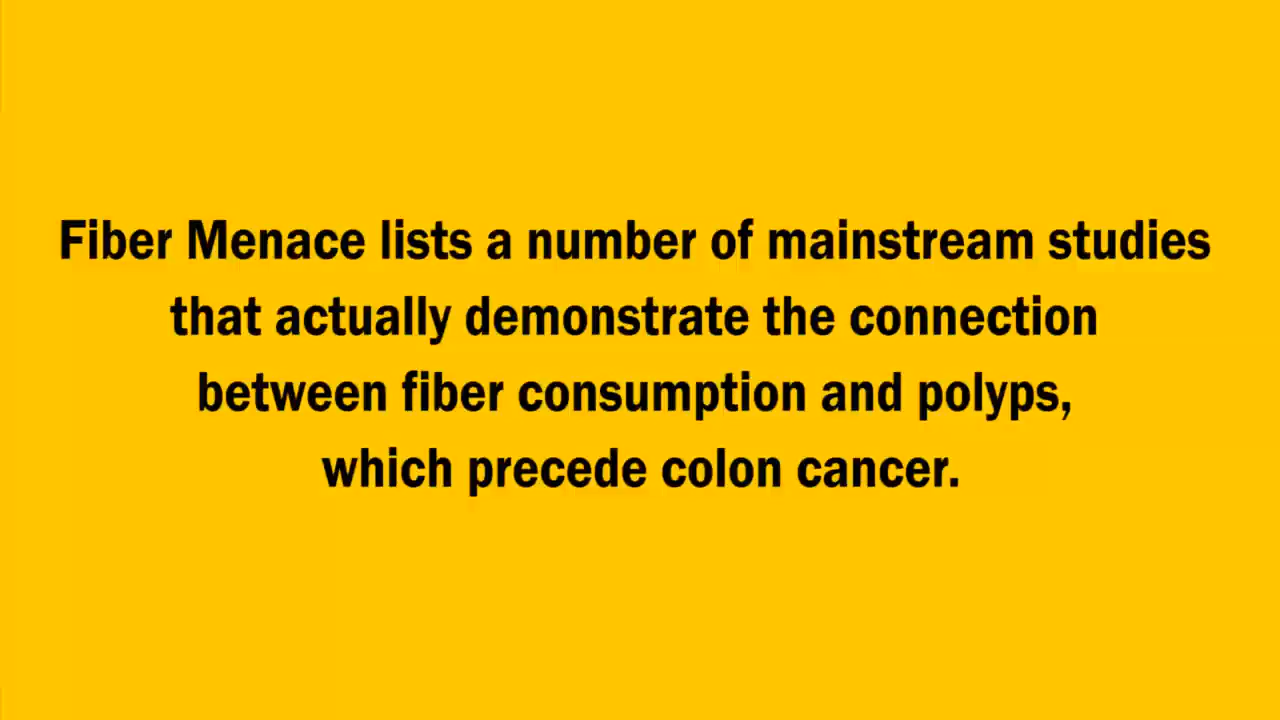 Fiber Menace lists a number of mainstream studies
that actually demonstrate the connection
between fiber consumption and polyps,
which precede colon cancer.